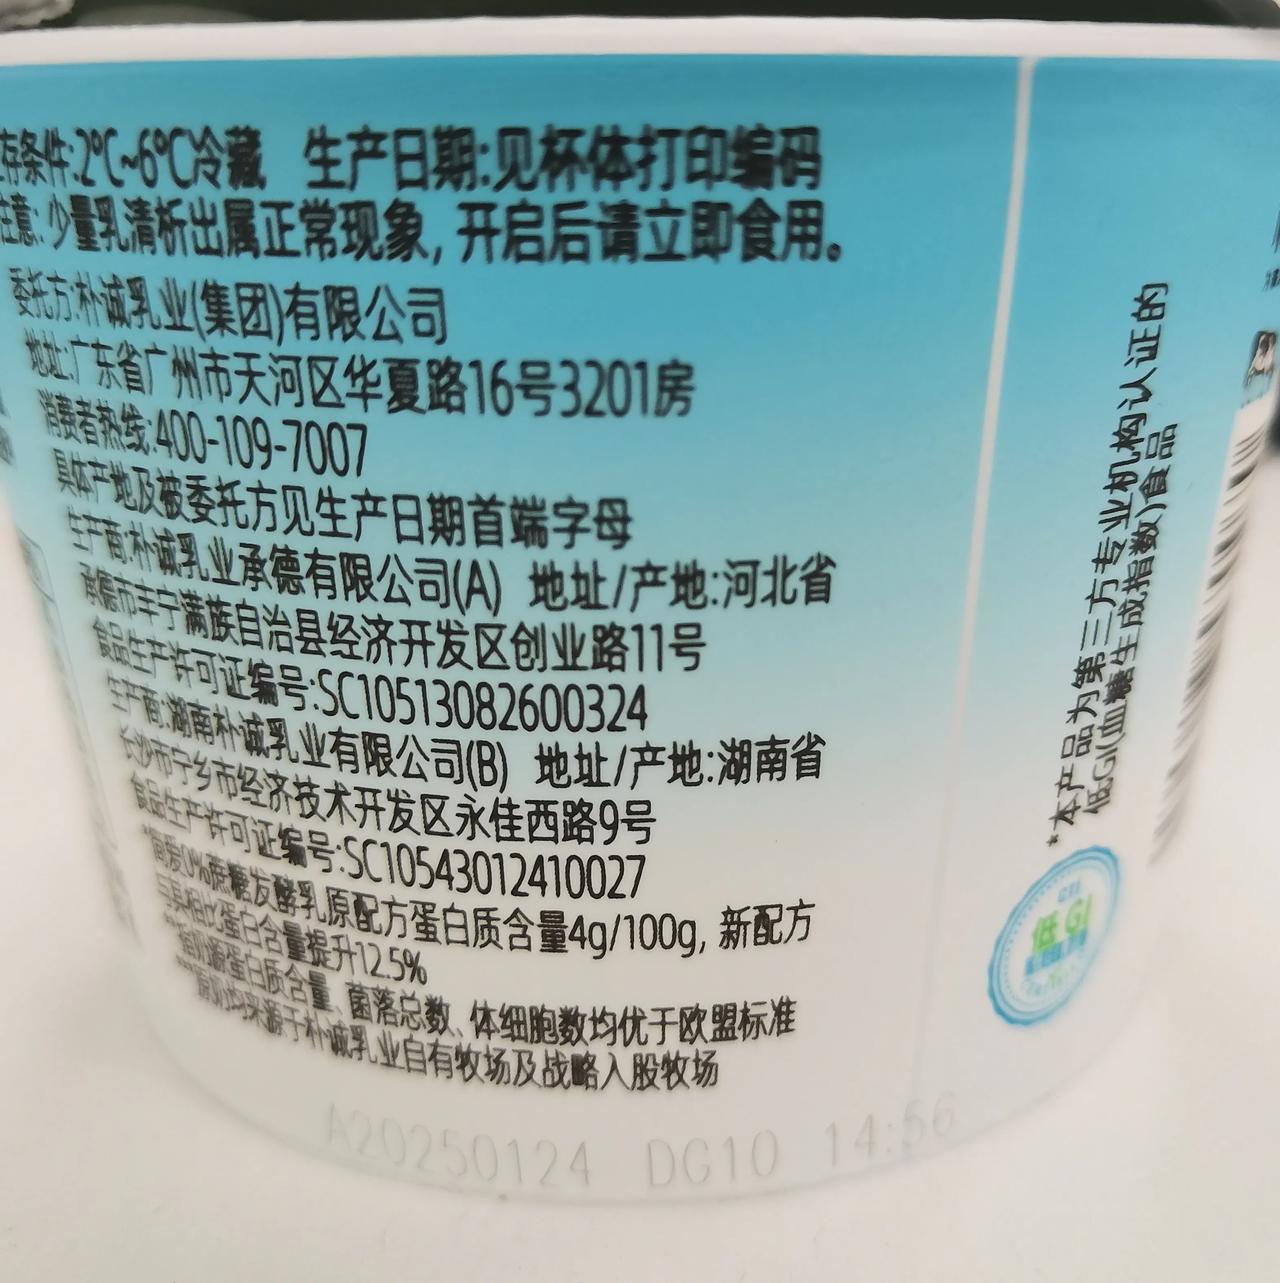 存条件:2℃~6℃冷藏 生产日期:见杯体打印编码
注意: 少量乳清析出属正常现象, 开启后请立即食用。
委托方:朴诚乳业(集团)有限公司
地址:广东省广州市天河区华夏路16号3201房
消费者热线:400-109-7007
具体产地及被委托方见生产日期首端字母
生产商:朴诚乳业承德有限公司(A) 地址/产地:河北省
承德市丰宁满族自治县经济开发区创业路11号
食品生产许可证编号:SC10513082600324
生产商:湖南朴诚乳业有限公司(B) 地址/产地:湖南省
长沙市宁乡市经济技术开发区永佳西路9号
食品生产许可证编号:SC10543012410027
*简爱0%蔗糖发酵乳原配方蛋白质含量4g/100g, 新配方
与其相比蛋白含量提升12.5%
**指奶源蛋白质含量、菌落总数、体细胞数均优于欧盟标准
***原奶均来源于朴诚乳业自有牧场及战略入股牧场
A20250124 DG10 14:56
*本产品为第三方专业机构认证的
低GI(血糖生成指数)食品
低GI